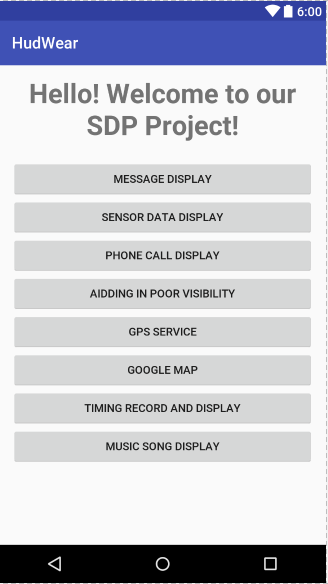 6:00
HudWear
Hello! Welcome to our
SDP Project!
MESSAGE DISPLAY
SENSOR DATA DISPLAY
PHONE CALL DISPLAY
AIDDING IN POOR VISIBILITY
GPS SERVICE
GOOGLE MAP
TIMING RECORD AND DISPLAY
MUSIC SONG DISPLAY